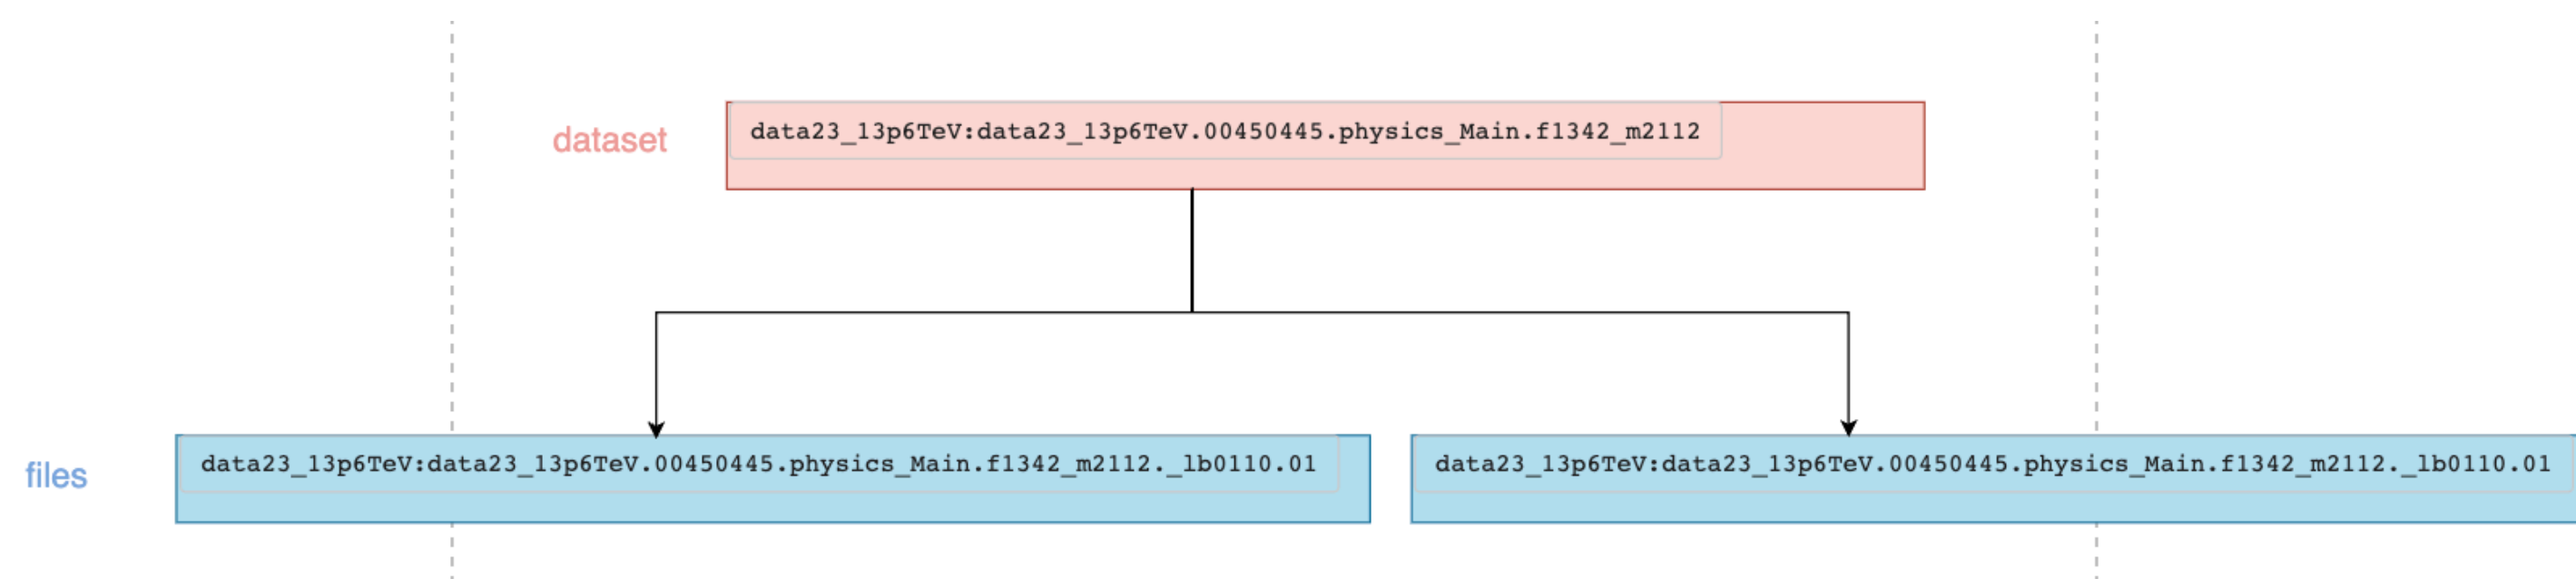 dataset
data23_13p6TeV:data23_13p6TeV.00450445.physics_Main.f1342_m2112
files
data23_13p6TeV:data23_13p6TeV.00450445.physics_Main.f1342_m2112._lb0110.01
data23_13p6TeV:data23_13p6TeV.00450445.physics_Main.f1342_m2112._lb0110.01